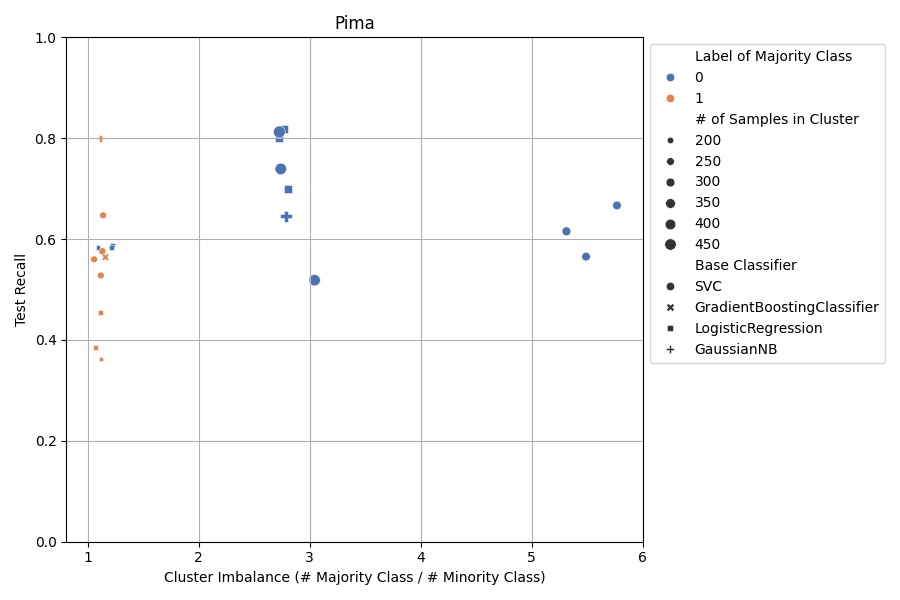 Pima
1.0
0.8
0.6
0.4
0.2
0.0
Test Recall
1
2
3
4
5
6
Cluster Imbalance (# Majority Class / # Minority Class)
Label of Majority Class
0
1
# of Samples in Cluster
200
250
300
350
400
450
Base Classifier
SVC
GradientBoostingClassifier
LogisticRegression
GaussianNB